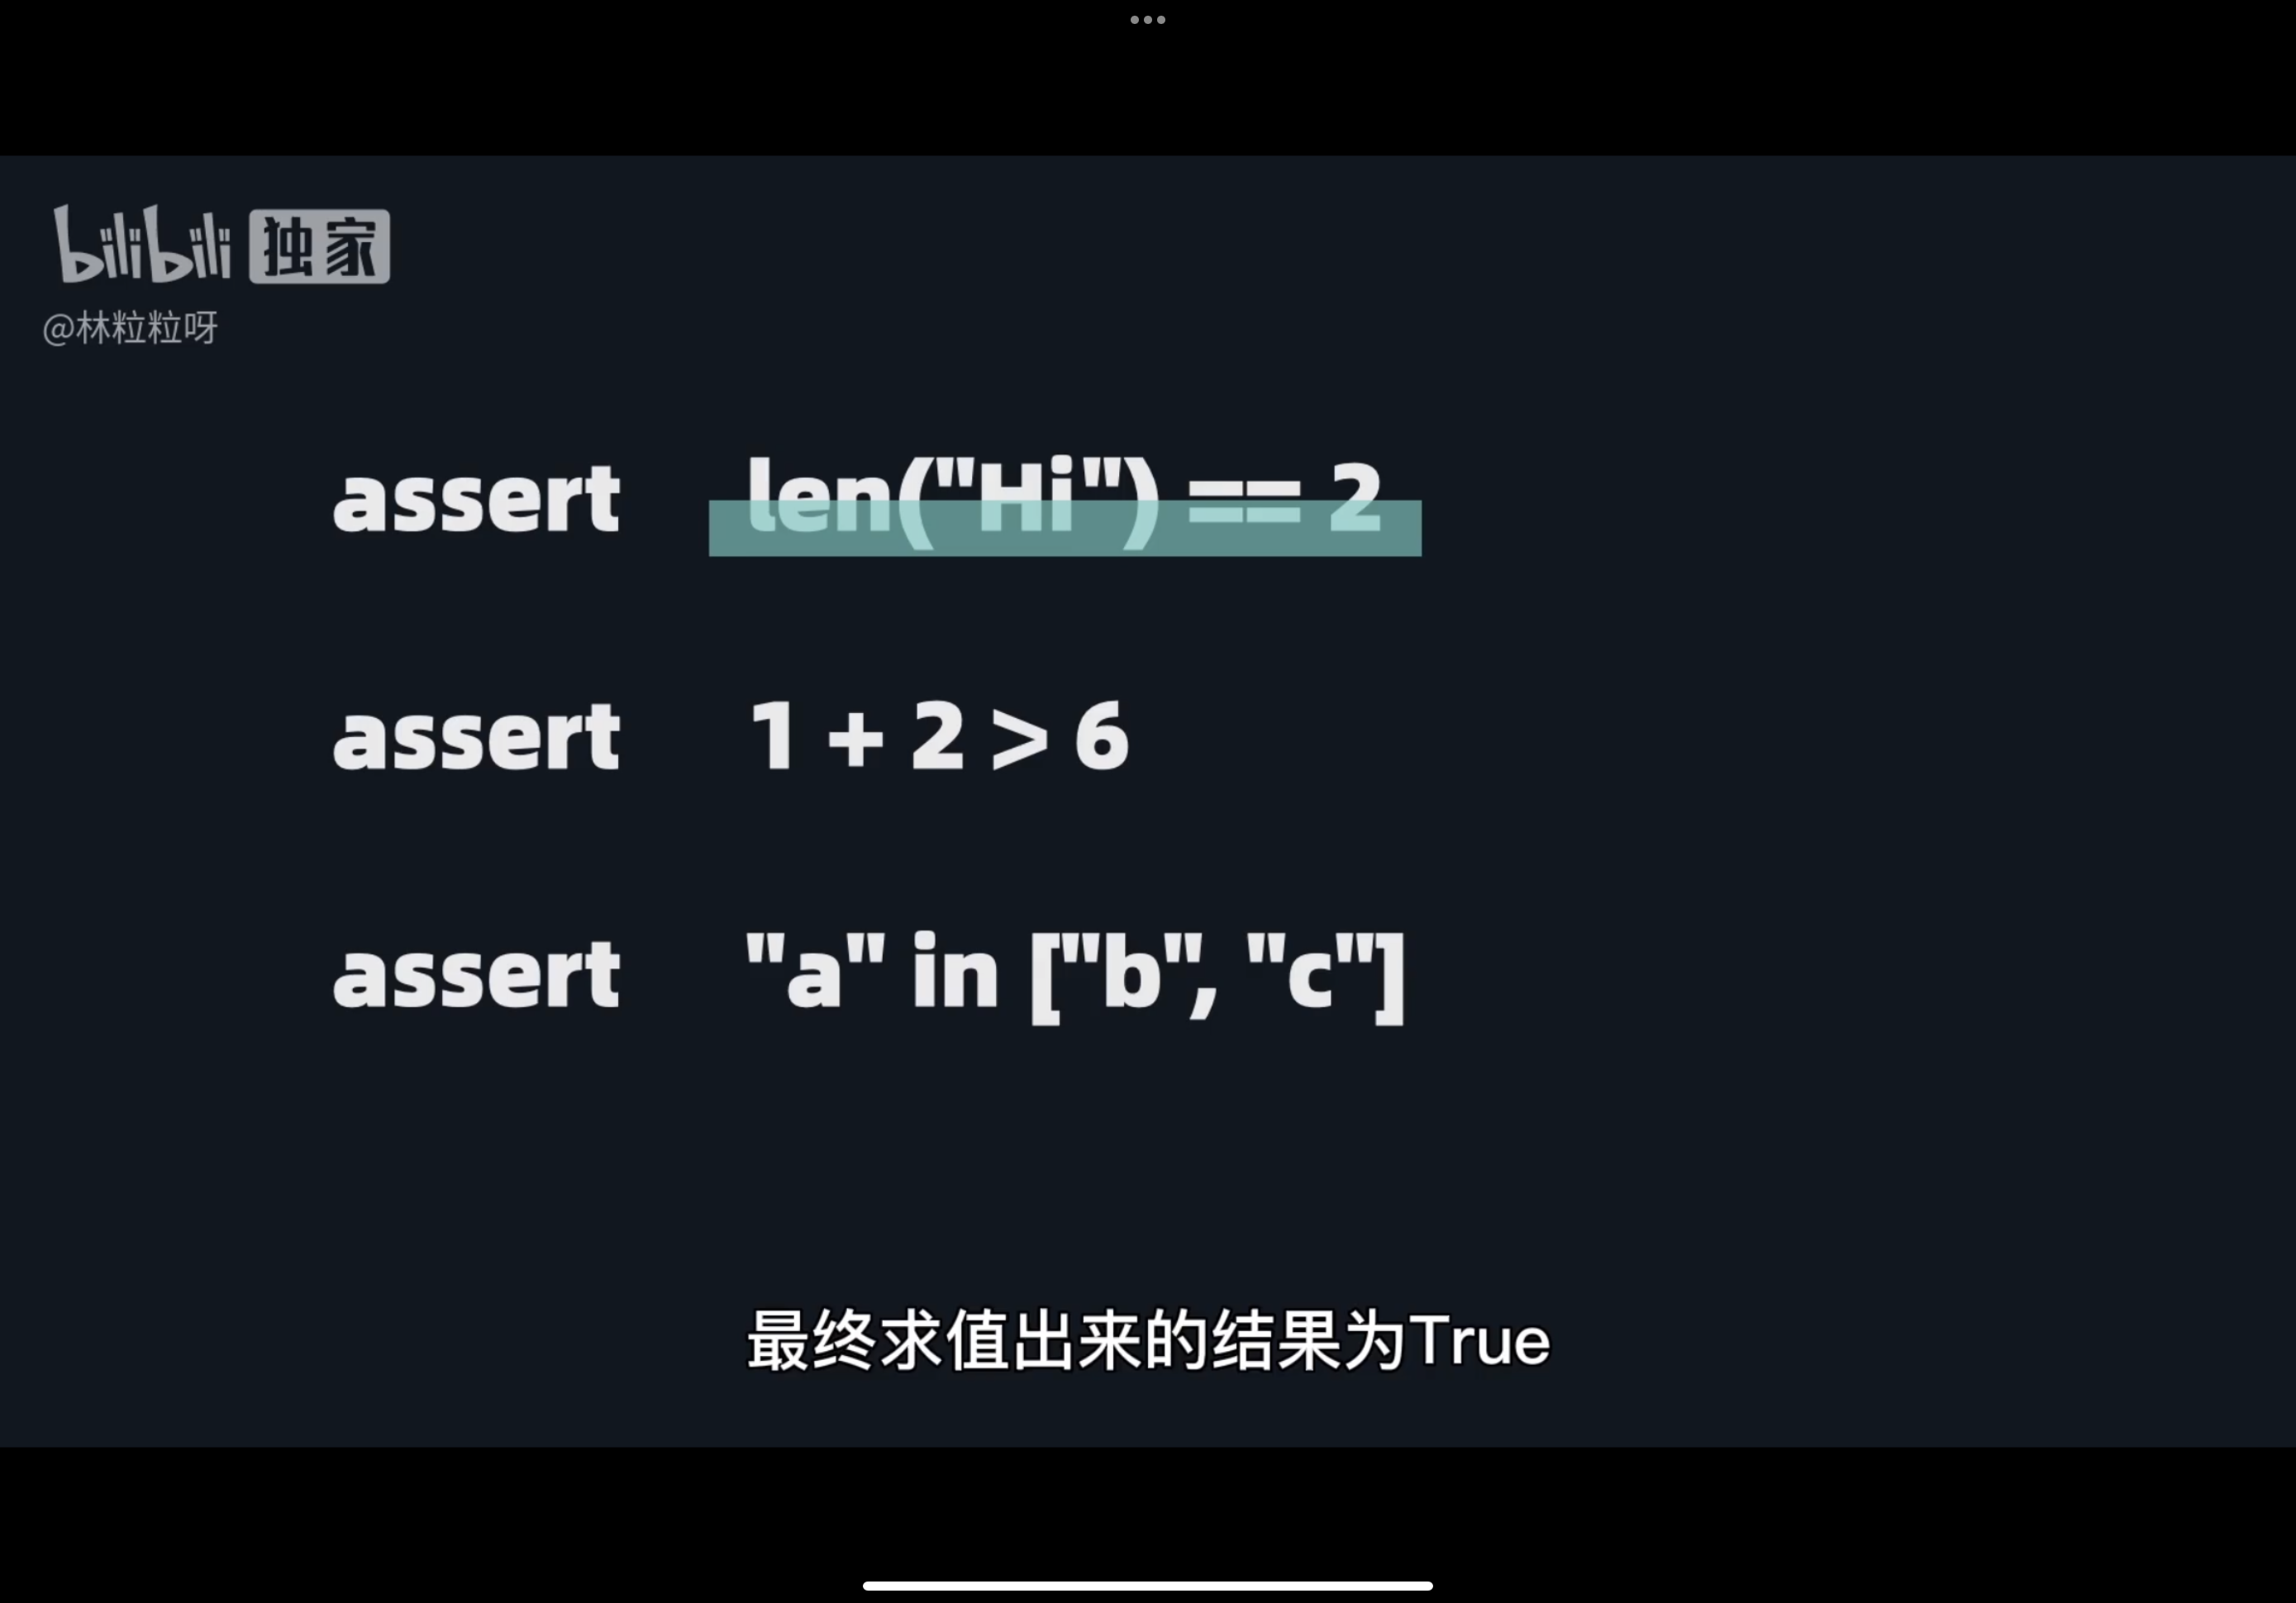 bilibili 独家
@林粒粒呀
assert len("Hi") == 2
assert 1 + 2 > 6
assert "a" in ["b", "c"]
最终求值出来的结果为True